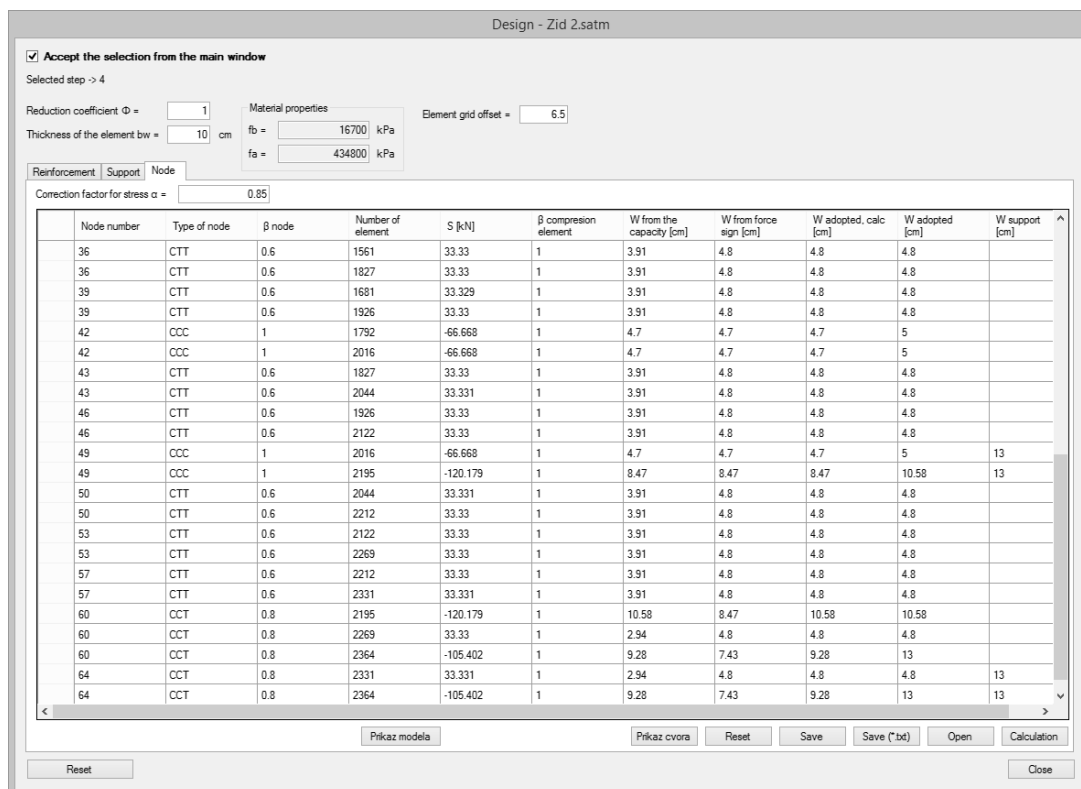 Design - Zid 2.satm
Accept the selection from the main window
Selected step -> 4
Reduction coefficient Φ = 1
Thickness of the element bw = 10 cm
Material properties
fb = 16700 kPa
fa = 434800 kPa
Element grid offset = 6.5
Reinforcement Support Node
Correction factor for stress α = 0.85
Node number Type of node β node Number of element S [kN] β compresion element W from the capacity [cm] W from force sign [cm] W adopted, calc [cm] W adopted [cm] W support [cm]
36 CTT 0.6 1561 33.33 1 3.91 4.8 4.8 4.8
36 CTT 0.6 1827 33.33 1 3.91 4.8 4.8 4.8
39 CTT 0.6 1681 33.329 1 3.91 4.8 4.8 4.8
39 CTT 0.6 1926 33.33 1 3.91 4.8 4.8 4.8
42 CCC 1 1792 -66.668 1 4.7 4.7 4.7 5
42 CCC 1 2016 -66.668 1 4.7 4.7 4.7 5
43 CTT 0.6 1827 33.33 1 3.91 4.8 4.8 4.8
43 CTT 0.6 2044 33.331 1 3.91 4.8 4.8 4.8
46 CTT 0.6 1926 33.33 1 3.91 4.8 4.8 4.8
46 CTT 0.6 2122 33.33 1 3.91 4.8 4.8 4.8
49 CCC 1 2016 -66.668 1 4.7 4.7 4.7 5 13
49 CCC 1 2195 -120.179 1 8.47 8.47 8.47 10.58 13
50 CTT 0.6 2044 33.331 1 3.91 4.8 4.8 4.8
50 CTT 0.6 2212 33.33 1 3.91 4.8 4.8 4.8
53 CTT 0.6 2122 33.33 1 3.91 4.8 4.8 4.8
53 CTT 0.6 2269 33.33 1 3.91 4.8 4.8 4.8
57 CTT 0.6 2212 33.33 1 3.91 4.8 4.8 4.8
57 CTT 0.6 2331 33.331 1 3.91 4.8 4.8 4.8
60 CCT 0.8 2195 -120.179 1 10.58 8.47 10.58 10.58
60 CCT 0.8 2269 33.33 1 2.94 4.8 4.8 4.8
60 CCT 0.8 2364 -105.402 1 9.28 7.43 9.28 13
64 CCT 0.8 2331 33.331 1 2.94 4.8 4.8 4.8 13
64 CCT 0.8 2364 -105.402 1 9.28 7.43 9.28 13 13
Prikaz modela Prikaz cvora Reset Save Save (*.txt) Open Calculation
Reset Close